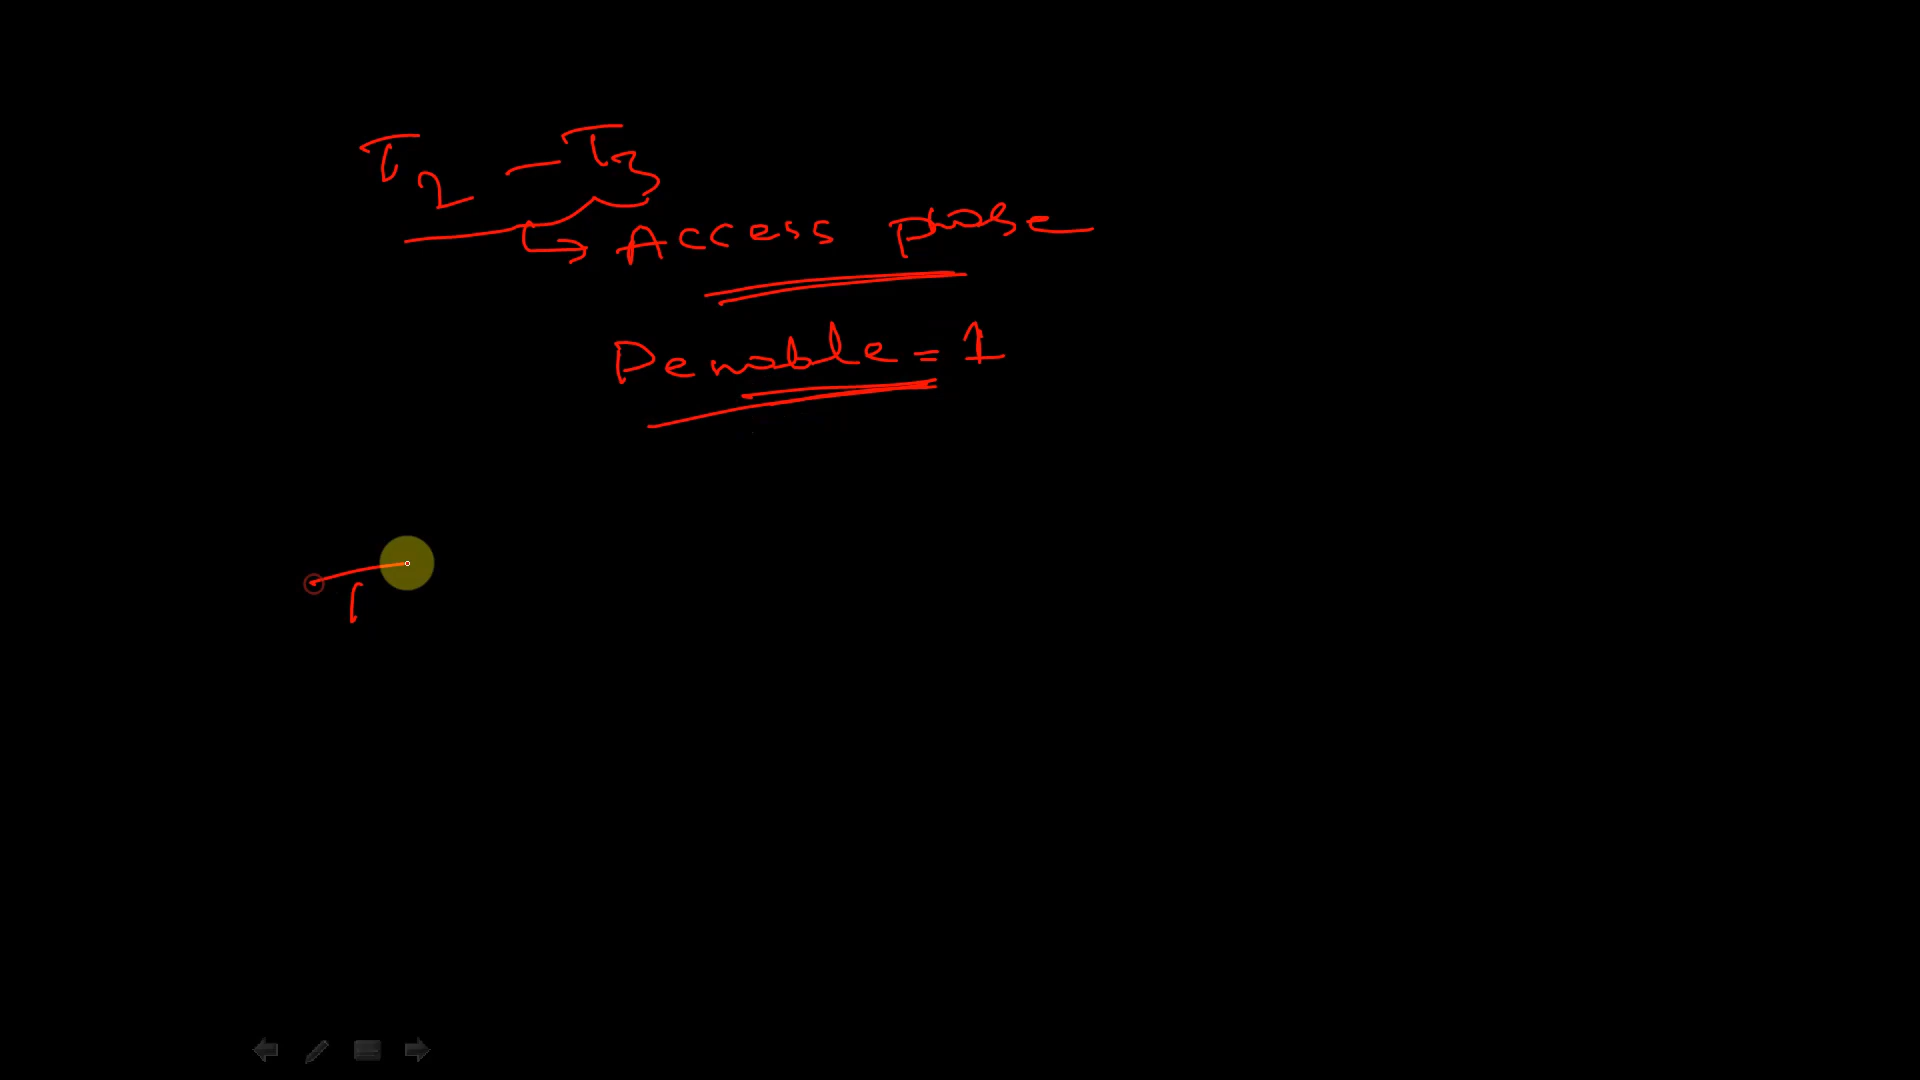 T2 - T3
Access phase
Penable = 1
T